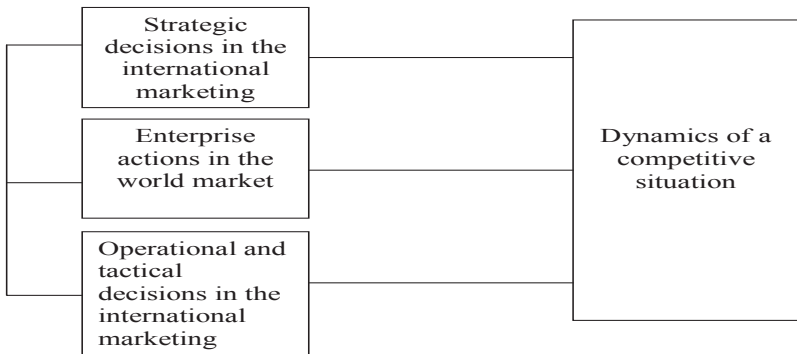 Strategic
decisions in the
international
marketing
Enterprise
actions in the
world market
Operational and
tactical
decisions in the
international
marketing
Dynamics of a
competitive
situation